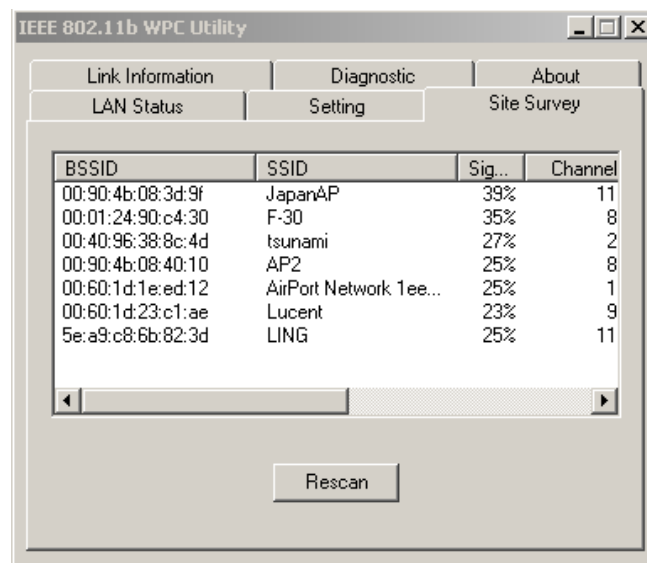 IEEE 802.11b WPC Utility
Link Information Diagnostic About
LAN Status Setting Site Survey
BSSID SSID Sig... Channel
00:90:4b:08:3d:9f JapanAP 39% 11
00:01:24:90:c4:30 F-30 35% 8
00:40:96:38:8c:4d tsunami 27% 2
00:90:4b:08:40:10 AP2 25% 8
00:60:1d:1e:ed:12 AirPort Network 1ee... 25% 1
00:60:1d:23:c1:ae Lucent 23% 9
5e:a9:c8:6b:82:3d LING 25% 11
Rescan